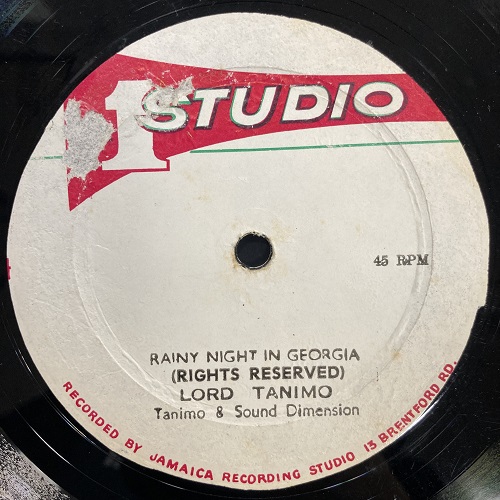 1 STUDIO
45 RPM
RAINY NIGHT IN GEORGIA
(RIGHTS RESERVED)
LORD TANIMO
Tanimo & Sound Dimension
RECORDED BY JAMAICA RECORDING STUDIO 13 BRENTFORD RD.